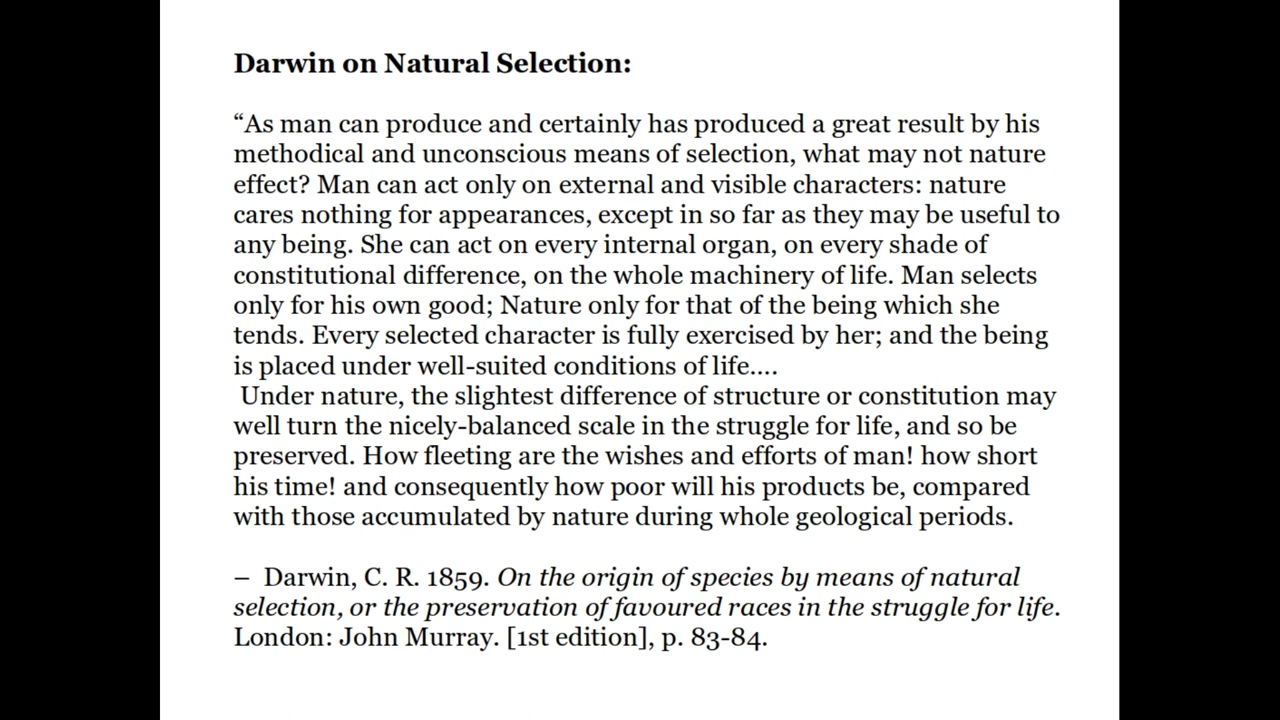 Darwin on Natural Selection:
“As man can produce and certainly has produced a great result by his
methodical and unconscious means of selection, what may not nature
effect? Man can act only on external and visible characters: nature
cares nothing for appearances, except in so far as they may be useful to
any being. She can act on every internal organ, on every shade of
constitutional difference, on the whole machinery of life. Man selects
only for his own good; Nature only for that of the being which she
tends. Every selected character is fully exercised by her; and the being
is placed under well-suited conditions of life....
Under nature, the slightest difference of structure or constitution may
well turn the nicely-balanced scale in the struggle for life, and so be
preserved. How fleeting are the wishes and efforts of man! how short
his time! and consequently how poor will his products be, compared
with those accumulated by nature during whole geological periods.
– Darwin, C. R. 1859. On the origin of species by means of natural
selection, or the preservation of favoured races in the struggle for life.
London: John Murray. [1st edition], p. 83-84.